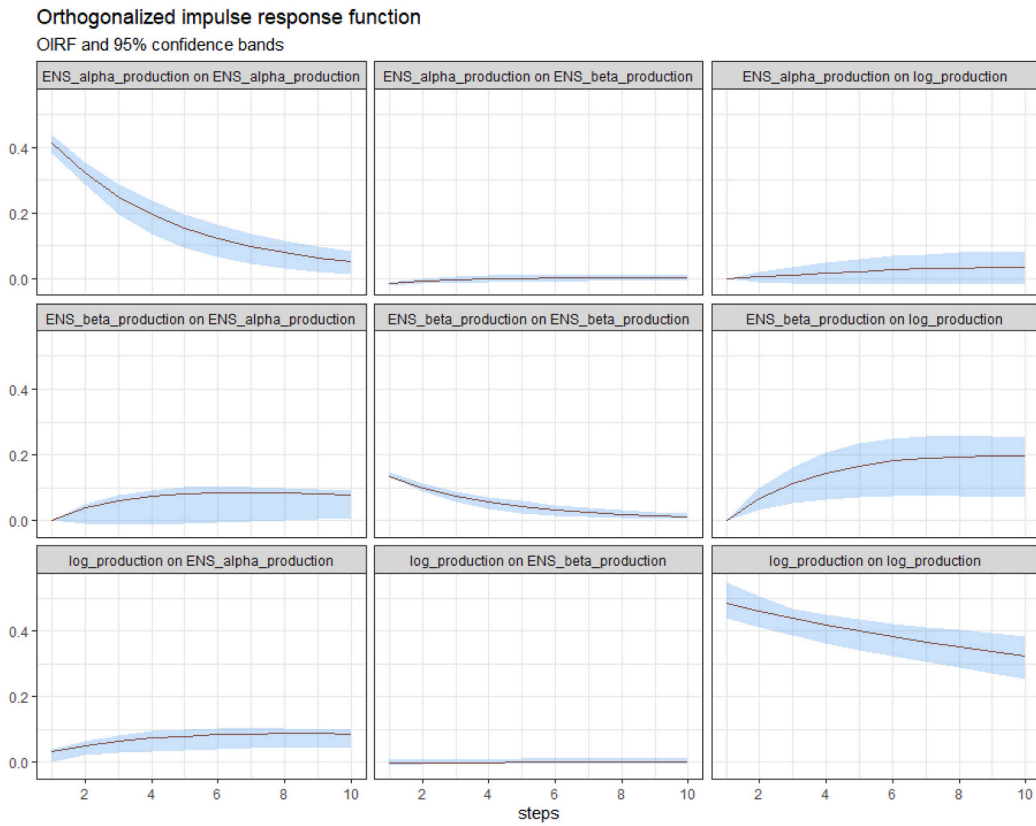 Orthogonalized impulse response function
OIRF and 95% confidence bands
ENS_alpha_production on ENS_alpha_production
ENS_alpha_production on ENS_beta_production
ENS_alpha_production on log_production
0.4
0.2
0.0
ENS_beta_production on ENS_alpha_production
ENS_beta_production on ENS_beta_production
ENS_beta_production on log_production
0.4
0.2
0.0
log_production on ENS_alpha_production
log_production on ENS_beta_production
log_production on log_production
0.4
0.2
0.0
2 4 6 8 10
2 4 6 8 10
2 4 6 8 10
steps